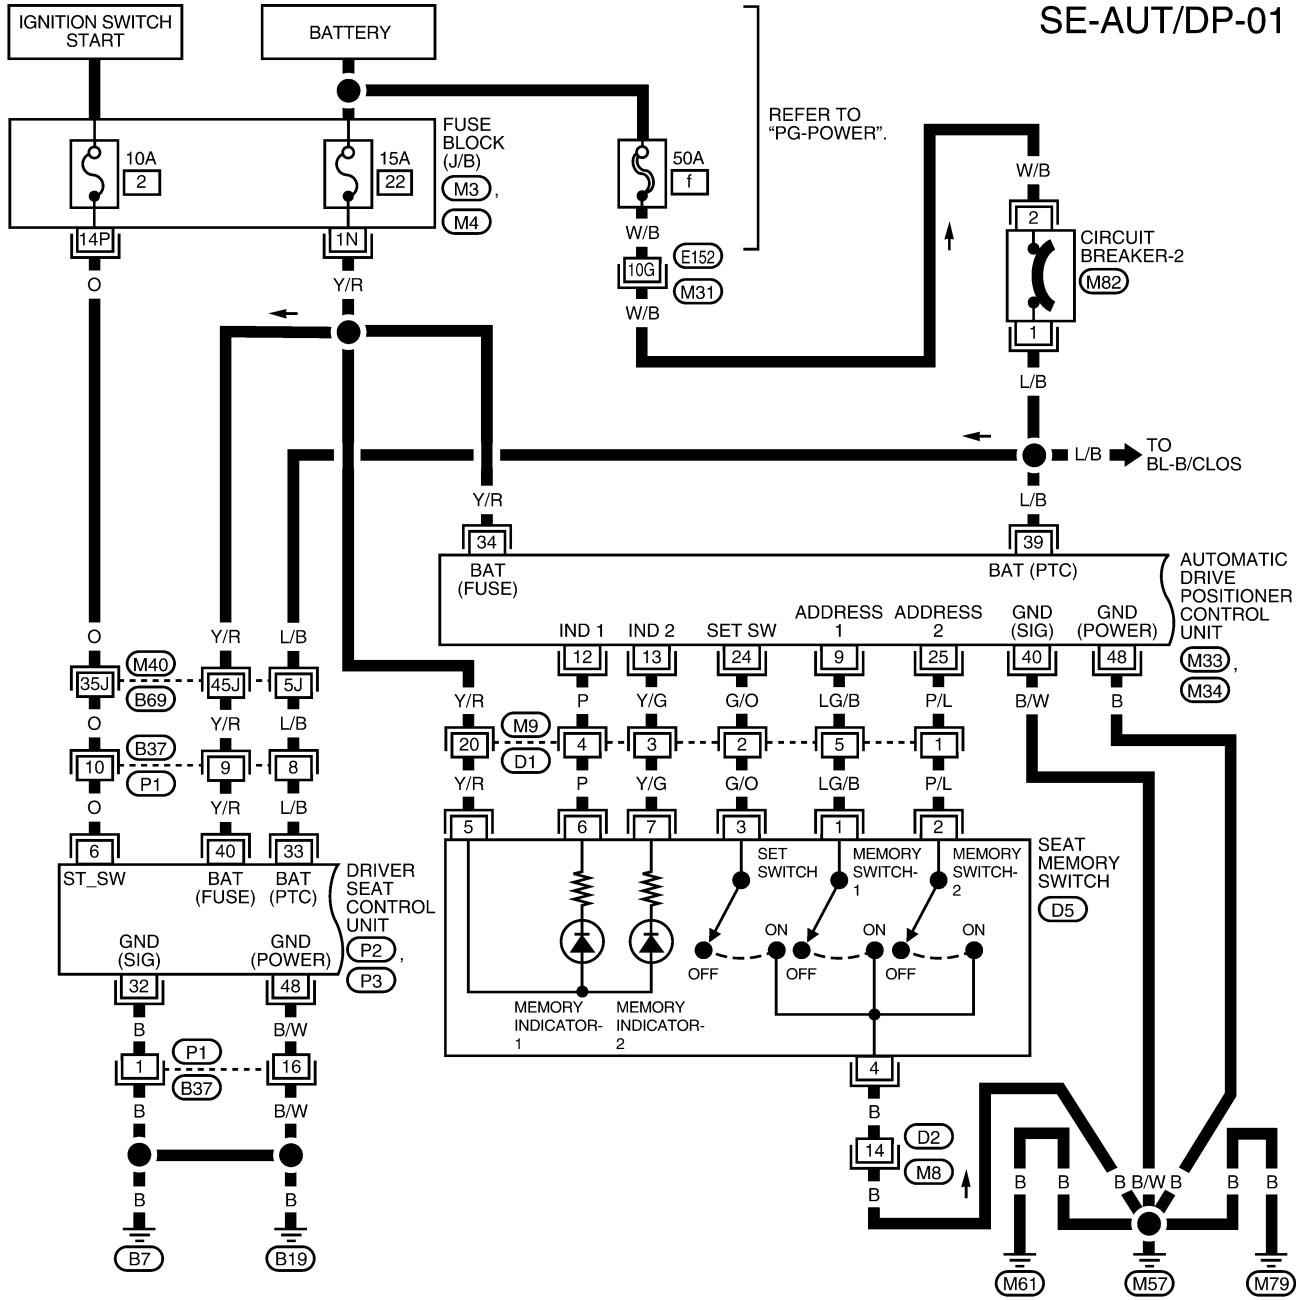 SE-AUT/DP-01
IGNITION SWITCH
START
BATTERY
REFER TO
“PG-POWER”.
FUSE
BLOCK
(J/B)
M3 ,
M4
10A
2
15A
22
50A
f
14P
1N
W/B
10G
E152
M31
W/B
W/B
2
CIRCUIT
BREAKER-2
M82
1
L/B
O
Y/R
L/B
TO
BL-B/CLOS
L/B
Y/R
34
39
BAT
(FUSE)
BAT (PTC)
AUTOMATIC
DRIVE
POSITIONER
CONTROL
UNIT
M33 ,
M34
IND 1
IND 2
SET SW
ADDRESS
1
ADDRESS
2
GND
(SIG)
GND
(POWER)
12
13
24
9
25
40
48
O
Y/R
L/B
35J
M40
B69
45J
5J
O
Y/R
L/B
10
B37
P1
9
8
O
Y/R
L/B
6
40
33
Y/R
P
Y/G
G/O
LG/B
P/L
B/W
B
20
M9
D1
4
3
2
5
1
Y/R
P
Y/G
G/O
LG/B
P/L
5
6
7
3
1
2
ST_SW
BAT
(FUSE)
BAT
(PTC)
DRIVER
SEAT
CONTROL
UNIT
P2 ,
P3
GND
(SIG)
GND
(POWER)
32
48
SET
SWITCH
MEMORY
SWITCH-
1
MEMORY
SWITCH-
2
SEAT
MEMORY
SWITCH
D5
OFF
ON
OFF
ON
OFF
ON
MEMORY
INDICATOR-
1
MEMORY
INDICATOR-
2
B
B/W
1
P1
B37
16
B
B/W
B
B
B7
B19
4
B
14
D2
M8
B
B
B
B
B/W
B
B
B
M61
M57
M79